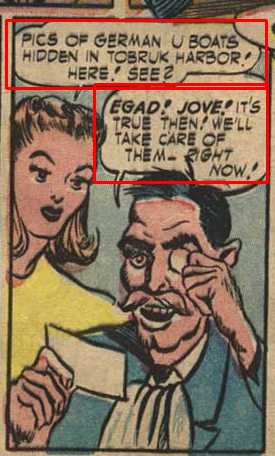 PICS OF GERMAN U BOATS
HIDDEN IN TOBRUK HARBOR!
HERE! SEE?
EGAD! JOVE! IT'S
TRUE THEN! WE'LL
TAKE CARE OF
THEM— RIGHT
NOW!